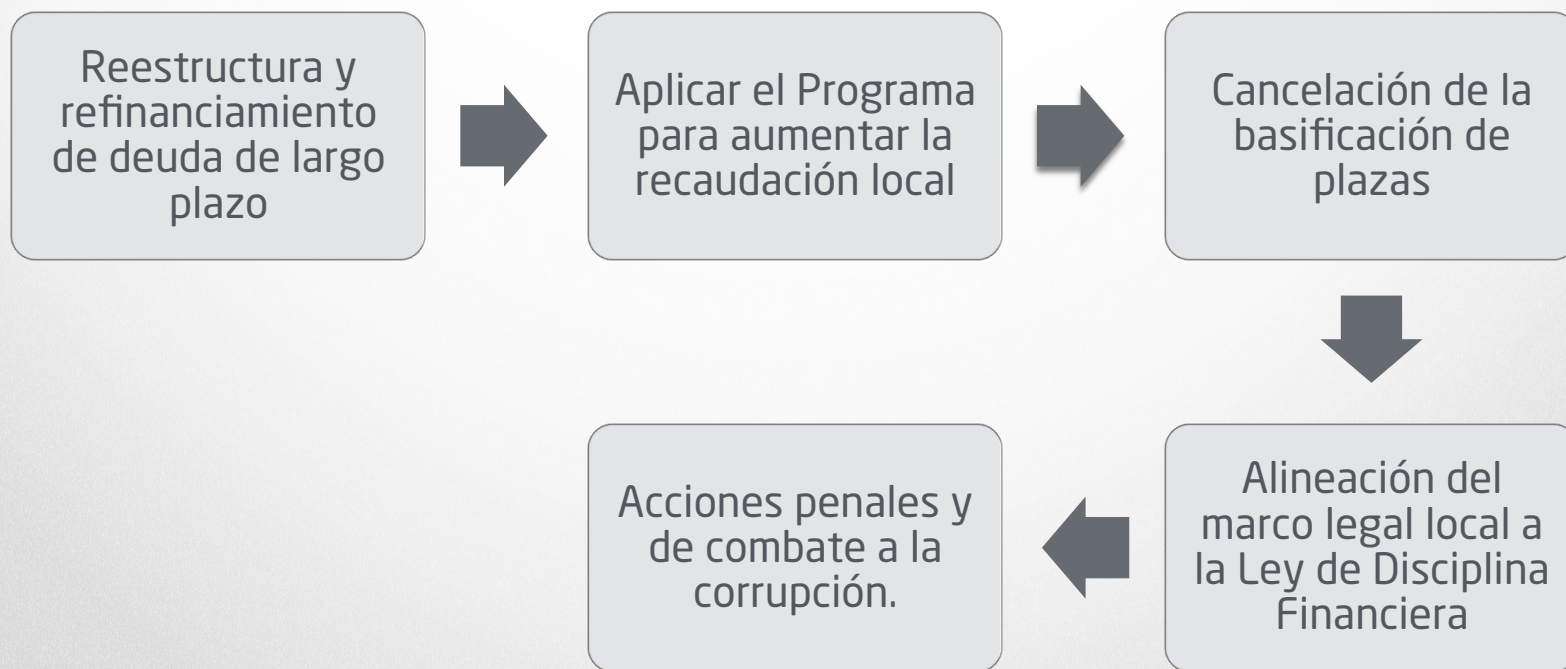 Reestructura y
refinanciamiento
de deuda de largo
plazo
Aplicar el Programa
para aumentar la
recaudación local
Cancelación de la
basificación de
plazas
Alineación del
marco legal local a
la Ley de Disciplina
Financiera
Acciones penales y
de combate a la
corrupción.